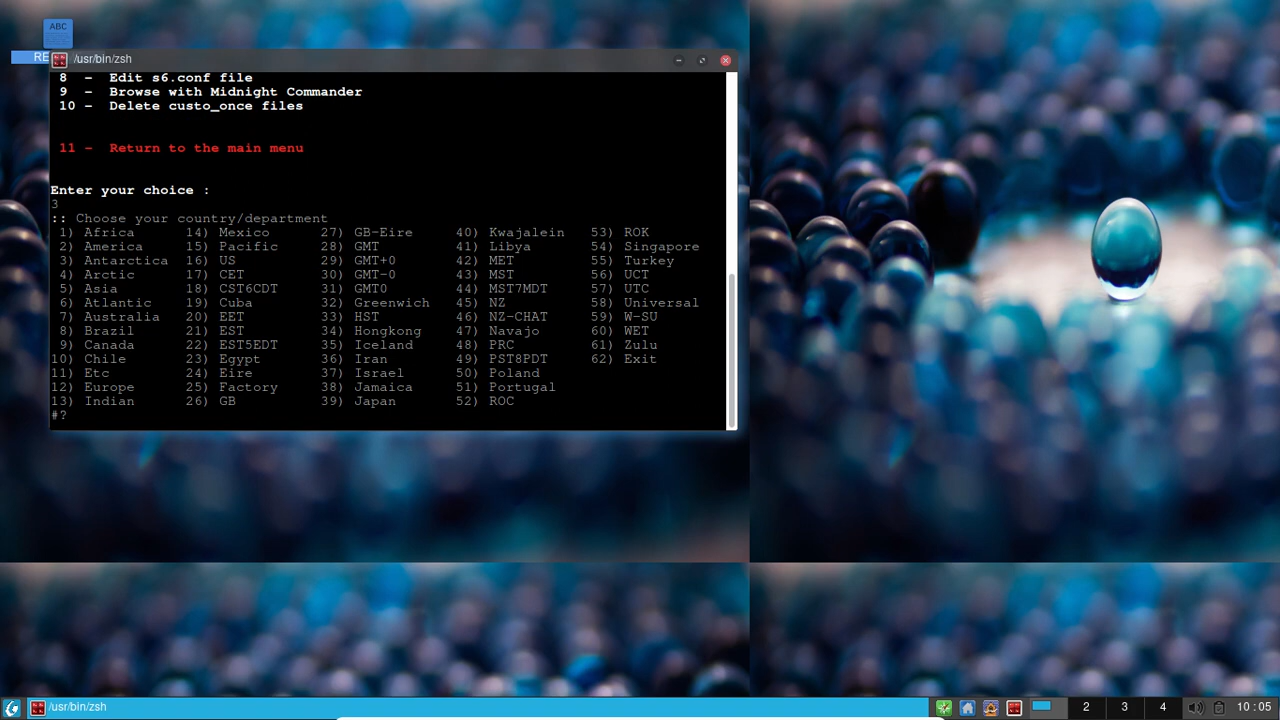 ABC
RE
/usr/bin/zsh
8 - Edit s6.conf file
9 - Browse with Midnight Commander
10 - Delete custo_once files
11 - Return to the main menu
Enter your choice :
3
:: Choose your country/department
1) Africa 14) Mexico 27) GB-Eire 40) Kwajalein 53) ROK
2) America 15) Pacific 28) GMT 41) Libya 54) Singapore
3) Antarctica 16) US 29) GMT+0 42) MET 55) Turkey
4) Arctic 17) CET 30) GMT-0 43) MST 56) UCT
5) Asia 18) CST6CDT 31) GMT0 44) MST7MDT 57) UTC
6) Atlantic 19) Cuba 32) Greenwich 45) NZ 58) Universal
7) Australia 20) EET 33) HST 46) NZ-CHAT 59) W-SU
8) Brazil 21) EST 34) Hongkong 47) Navajo 60) WET
9) Canada 22) EST5EDT 35) Iceland 48) PRC 61) Zulu
10) Chile 23) Egypt 36) Iran 49) PST8PDT 62) Exit
11) Etc 24) Eire 37) Israel 50) Poland
12) Europe 25) Factory 38) Jamaica 51) Portugal
13) Indian 26) GB 39) Japan 52) ROC
#?
/usr/bin/zsh 2 3 4 10:05